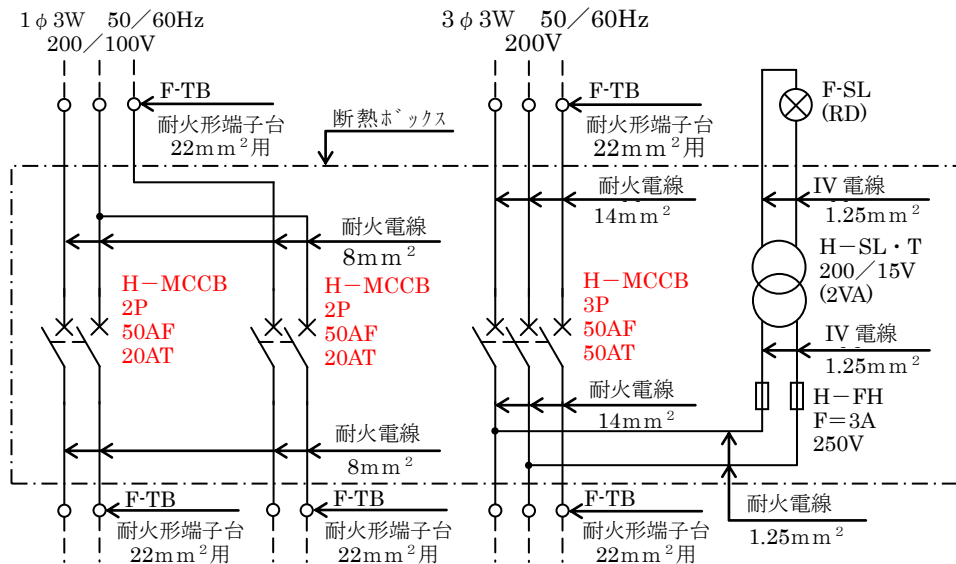 1φ3W 50／60Hz
200／100V
F-TB
耐火形端子台
22mm²用
断熱ﾎﾞックス
耐火電線
8mm²
H−MCCB
2P
50AF
20AT
H−MCCB
2P
50AF
20AT
耐火電線
8mm²
F-TB
耐火形端子台
22mm²用
F-TB
耐火形端子台
22mm²用
3φ3W 50／60Hz
200V
F-TB
耐火形端子台
22mm²用
耐火電線
14mm²
H−MCCB
3P
50AF
50AT
耐火電線
14mm²
F-TB
耐火形端子台
22mm²用
F-SL
(RD)
IV 電線
1.25mm²
H−SL・T
200／15V
(2VA)
IV 電線
1.25mm²
H−FH
F＝3A
250V
耐火電線
1.25mm²